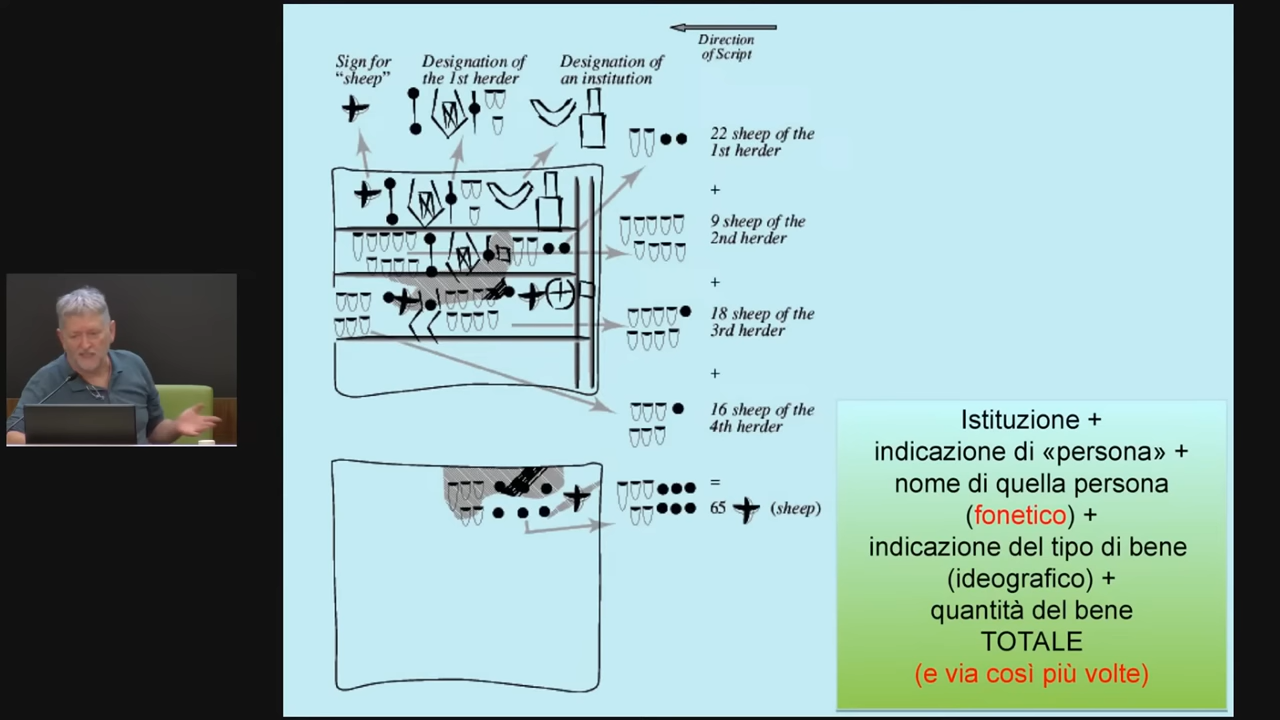 Direction
of Script
Sign for
“sheep”
Designation of
the 1st herder
Designation of
an institution
22 sheep of the
1st herder
+
9 sheep of the
2nd herder
+
18 sheep of the
3rd herder
+
16 sheep of the
4th herder
=
65 (sheep)
Istituzione +
indicazione di «persona» +
nome di quella persona
(fonetico) +
indicazione del tipo di bene
(ideografico) +
quantità del bene
TOTALE
(e via così più volte)